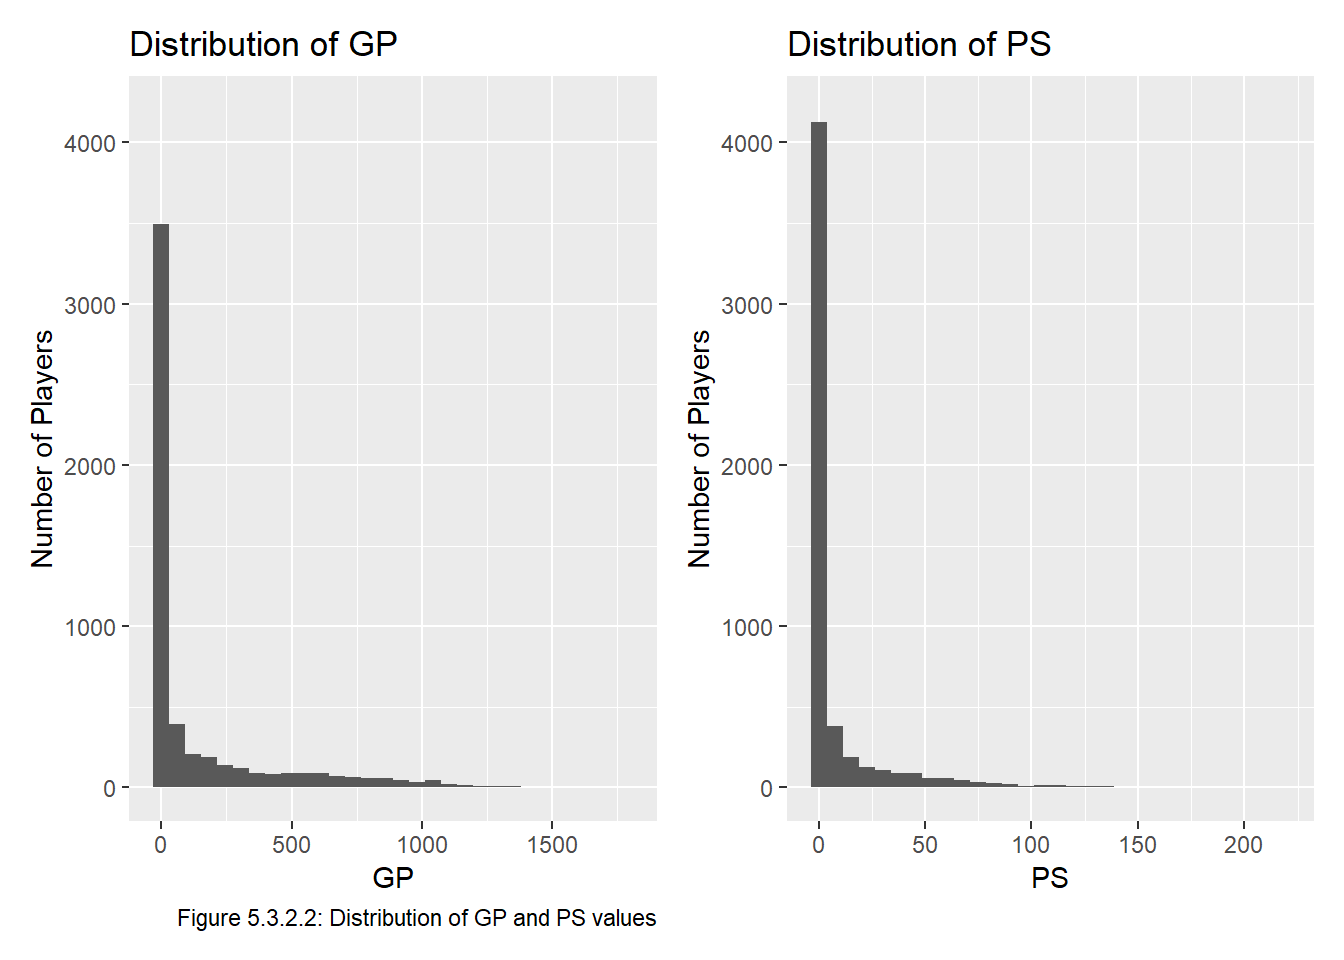 Distribution of GP
Number of Players
4000
3000
2000
1000
0
0 500 1000 1500
GP
Figure 5.3.2.2: Distribution of GP and PS values
Distribution of PS
Number of Players
4000
3000
2000
1000
0
0 50 100 150 200
PS